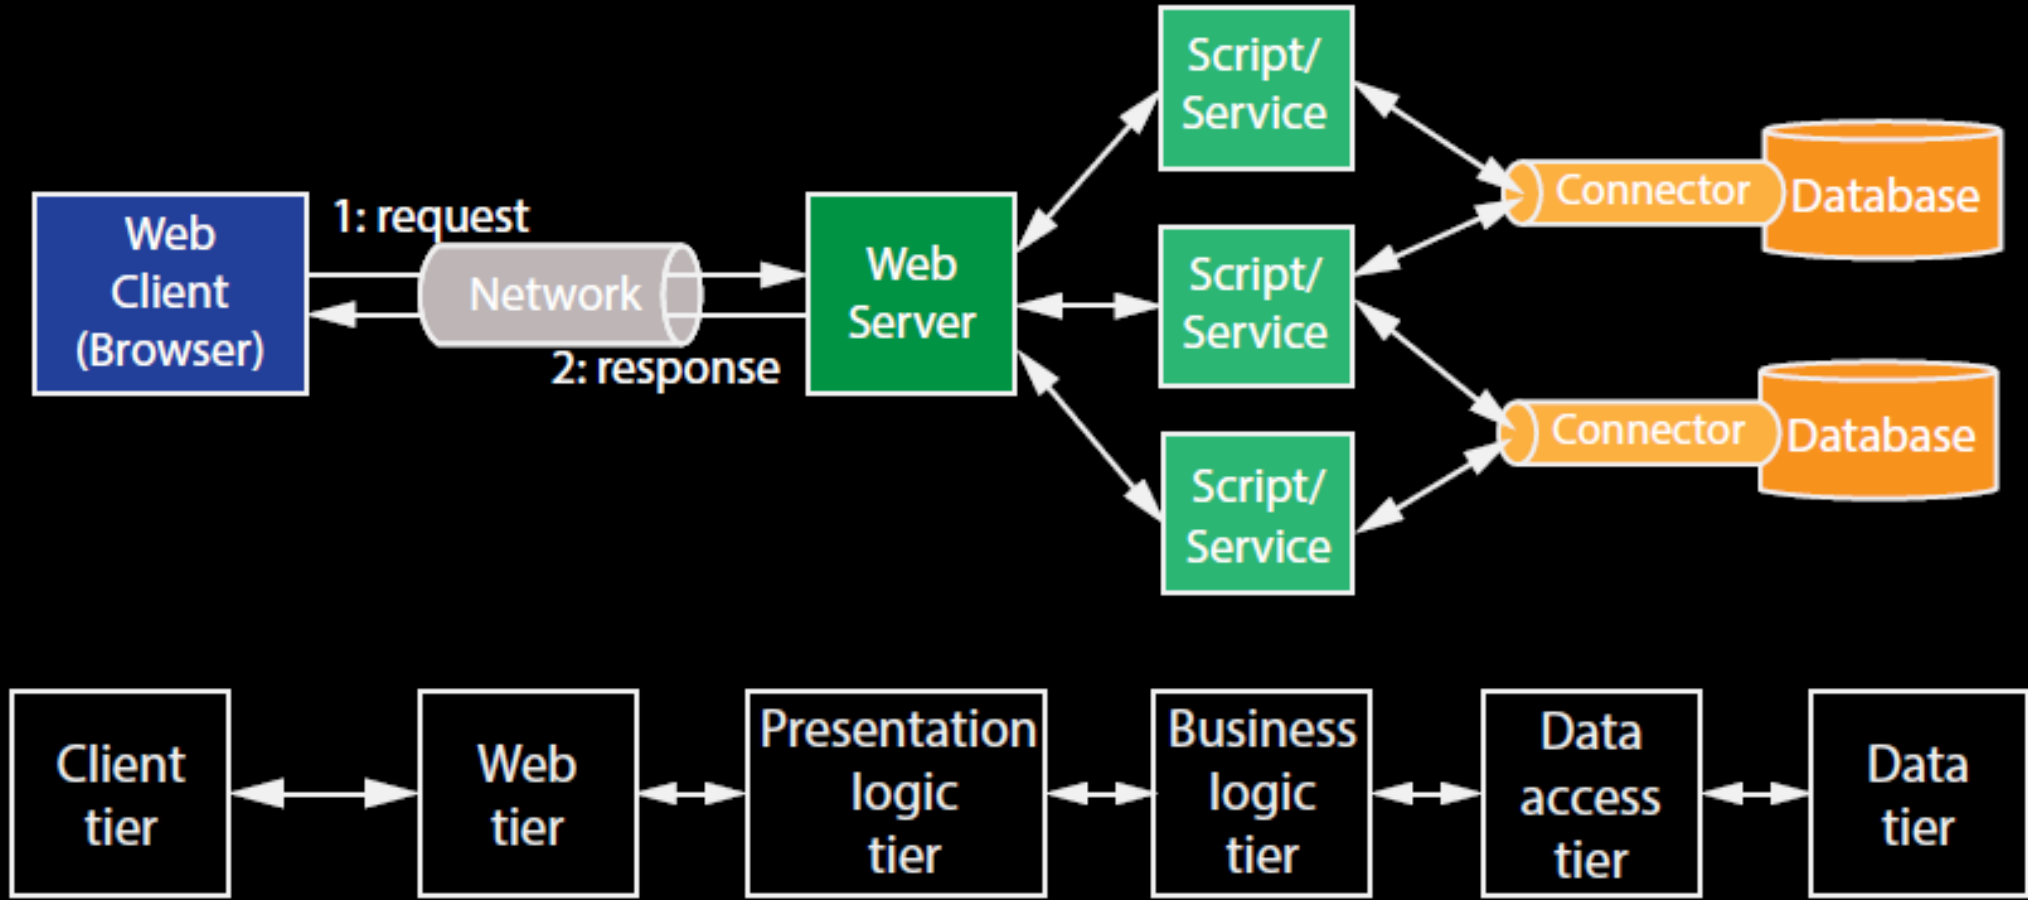 Web
Client
(Browser)
1: request
Network
2: response
Web
Server
Script/
Service
Script/
Service
Script/
Service
Connector
Database
Connector
Database
Client
tier
Web
tier
Presentation
logic
tier
Business
logic
tier
Data
access
tier
Data
tier